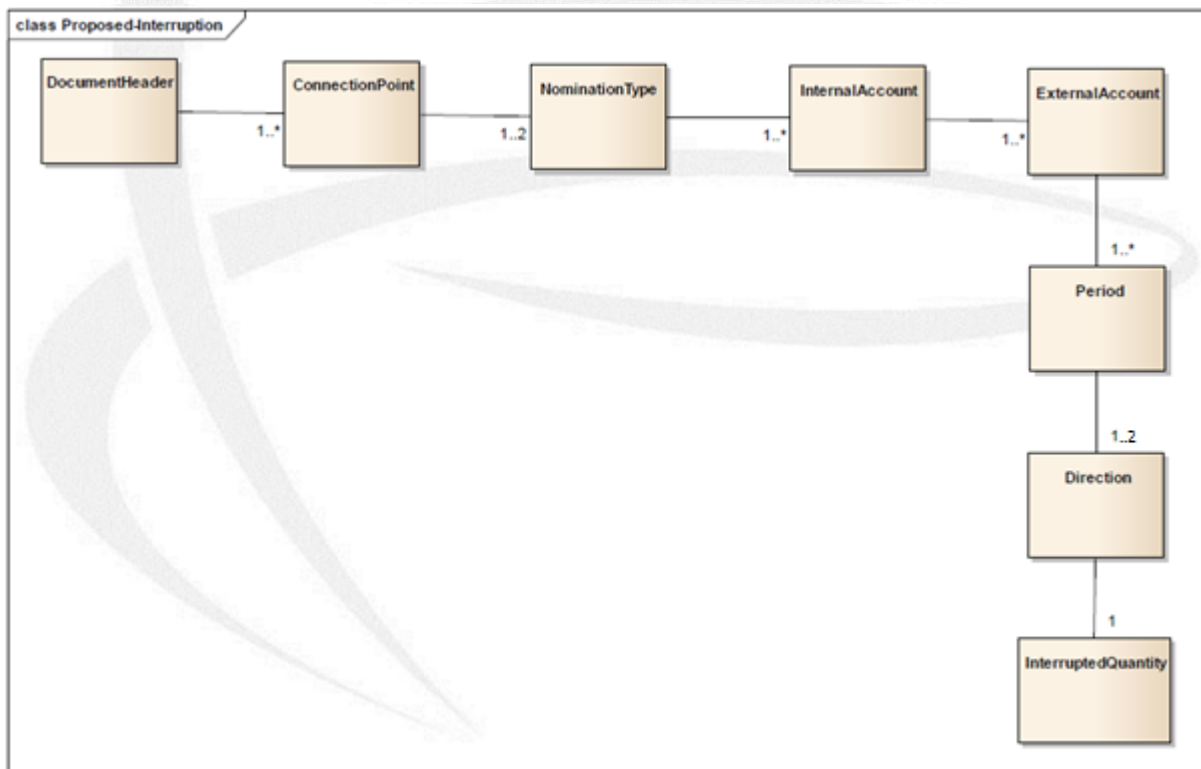 class Proposed-Interruption
DocumentHeader
ConnectionPoint
NominationType
InternalAccount
ExternalAccount
1..*
1..2
1..*
1..*
1..*
Period
1..2
Direction
1
InterruptedQuantity